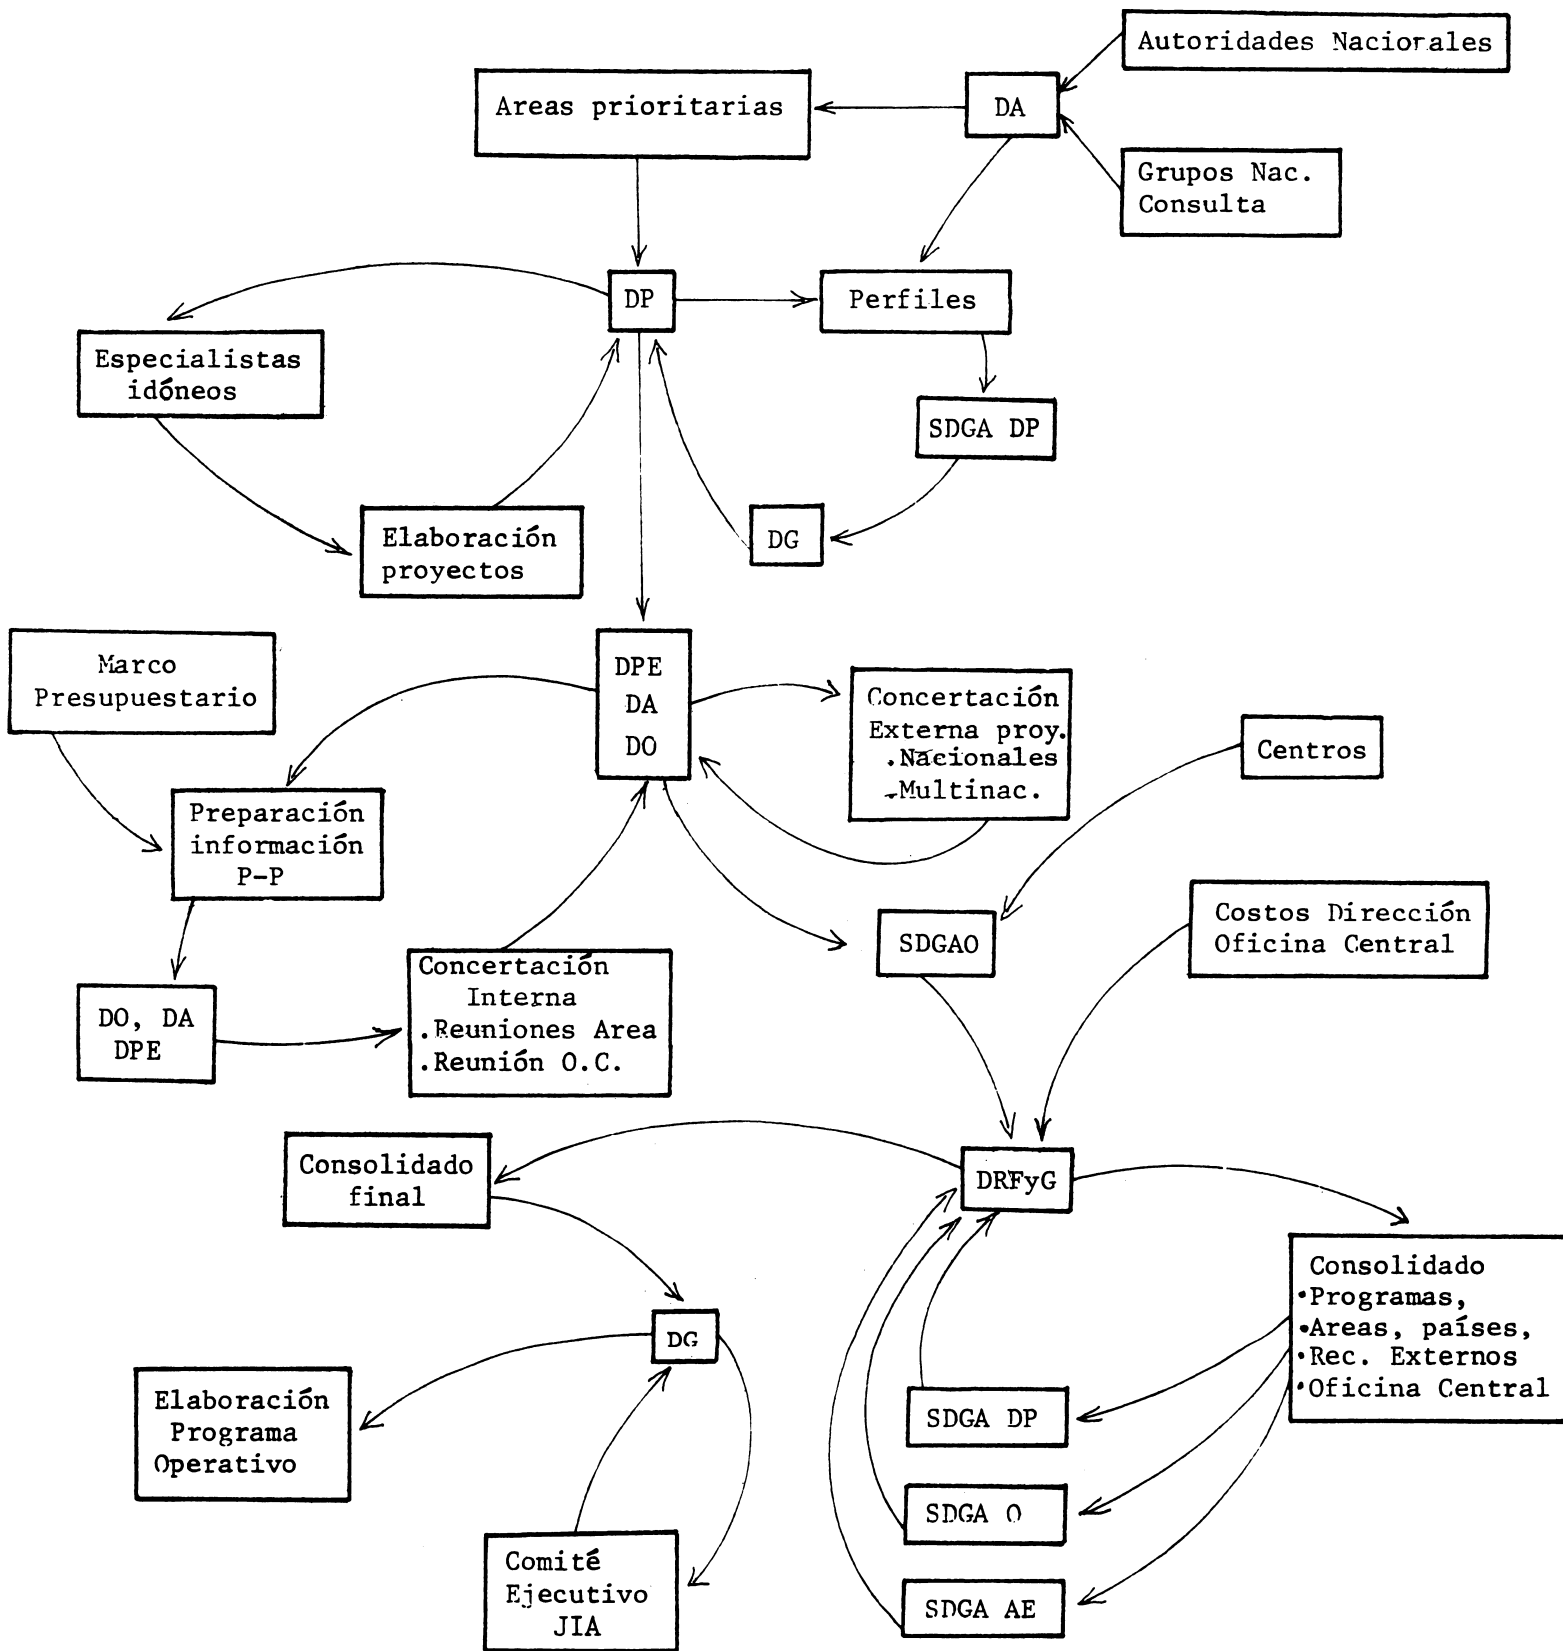 Autoridades Nacionales
Areas prioritarias
DA
Grupos Nac.
Consulta
DP
Perfiles
Especialistas
idóneos
SDGA DP
Elaboración
proyectos
DG
Marco
Presupuestario
DPE
DA
DO
Concertación
Externa proy.
.Nacionales
.Multinac.
Centros
Preparación
información
P-P
SDGAO
Costos Dirección
Oficina Central
DO, DA
DPE
Concertación
Interna
.Reuniones Area
.Reunión O.C.
Consolidado
final
DRFyG
Consolidado
•Programas,
•Areas, países,
•Rec. Externos
•Oficina Central
DG
Elaboración
Programa
Operativo
SDGA DP
SDGA O
Comité
Ejecutivo
JIA
SDGA AE